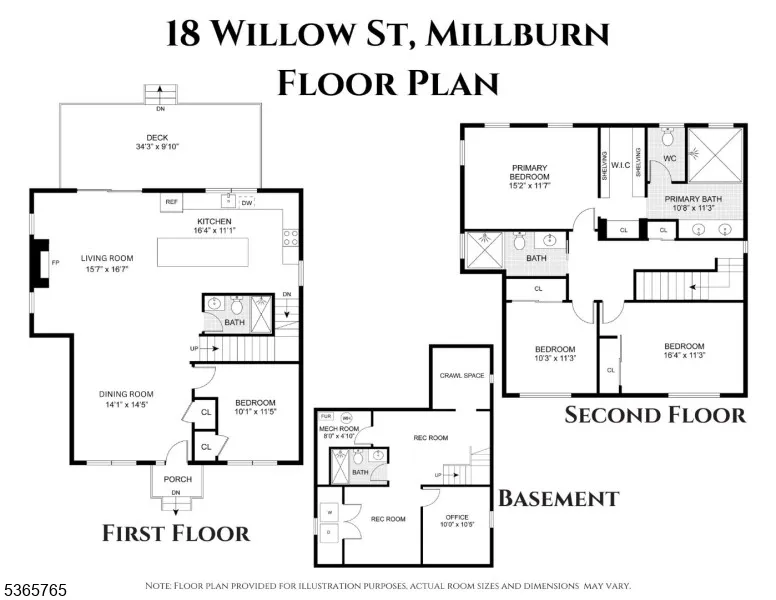 18 Willow St, Millburn
Floor Plan
DN
DECK
34'3" x 9'10"
REF
DW
KITCHEN
16'4" x 11'1"
LIVING ROOM
15'7" x 16'7"
FP
DN
BATH
UP
DINING ROOM
14'1" x 14'5"
BEDROOM
10'1" x 11'5"
CL
CL
PORCH
DN
First Floor
PRIMARY
BEDROOM
15'2" x 11'7"
SHELVING
W.I.C
SHELVING
WC
PRIMARY BATH
10'8" x 11'3"
CL
CL
BATH
CL
BEDROOM
10'3" x 11'3"
CL
BEDROOM
16'4" x 11'3"
Second Floor
CRAWL SPACE
FUR
WH
MECH ROOM
8'0" x 4'10"
REC ROOM
BATH
UP
W
D
REC ROOM
OFFICE
10'0" x 10'5"
Basement
5365765
Note: Floor plan provided for illustration purposes. actual room sizes and dimensions may vary.